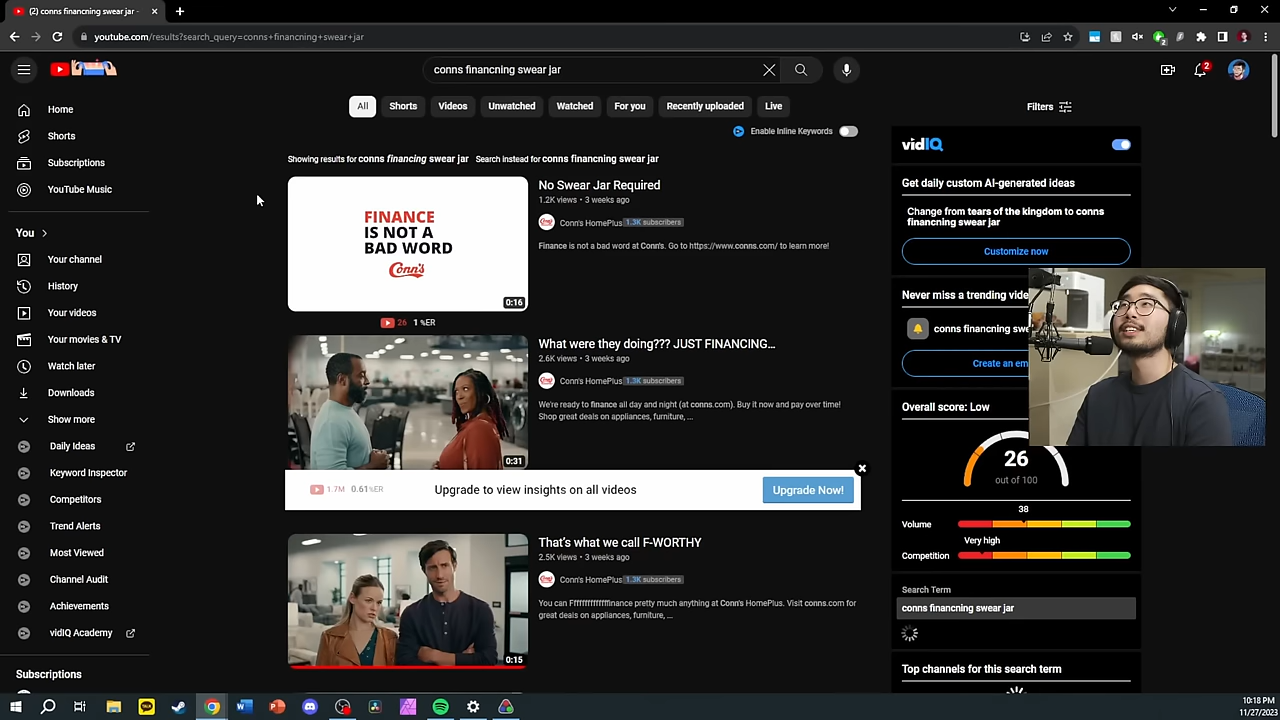 (2) conns financning swear jar -
youtube.com/results?search_query=conns+financning+swear+jar
conns financning swear jar
2
All
Shorts
Videos
Unwatched
Watched
For you
Recently uploaded
Live
Filters
Enable Inline Keywords
Showing results for conns financing swear jar Search instead for conns financning swear jar
Home
Shorts
Subscriptions
YouTube Music
You
Your channel
History
Your videos
Your movies & TV
Watch later
Downloads
Show more
Daily Ideas
Keyword Inspector
Competitors
Trend Alerts
Most Viewed
Channel Audit
Achievements
vidIQ Academy
Subscriptions
FINANCE
IS NOT A
BAD WORD
Conn's
0:16
26 1 %ER
No Swear Jar Required
1.2K views • 3 weeks ago
Conn's HomePlus 1.3K subscribers
Finance is not a bad word at Conn's. Go to https://www.conns.com/ to learn more!
0:31
What were they doing??? JUST FINANCING...
2.6K views • 3 weeks ago
Conn's HomePlus 1.3K subscribers
We're ready to finance all day and night (at conns.com). Buy it now and pay over time!
Shop great deals on appliances, furniture, ...
1.7M 0.61%ER
Upgrade to view insights on all videos
Upgrade Now!
0:15
That's what we call F-WORTHY
2.5K views • 3 weeks ago
Conn's HomePlus 1.3K subscribers
You can Fffffffffffffinance pretty much anything at Conn's HomePlus. Visit conns.com for
great deals on appliances, furniture, ...
vidIQ
Get daily custom AI-generated ideas
Change from tears of the kingdom to conns
financning swear jar
Customize now
Never miss a trending vide
conns financning swe
Create an em
Overall score: Low
26
out of 100
38
Volume
Very high
Competition
Search Term
conns financning swear jar
Top channels for this search term
10:18 PM
11/27/2023